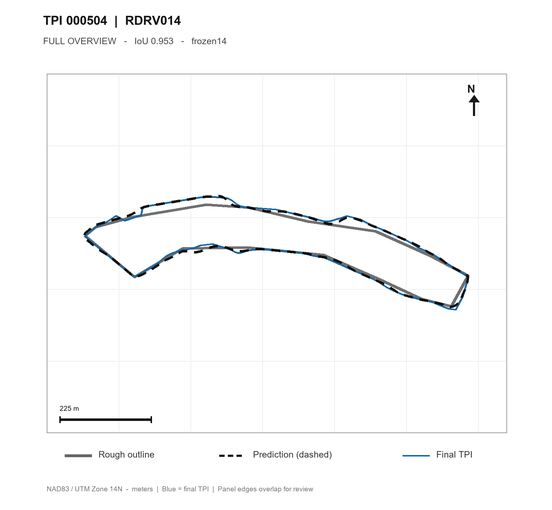 TPI 000504 | RDRV014
FULL OVERVIEW - IoU 0.953 - frozen14
N
225 m
Rough outline
Prediction (dashed)
Final TPI
NAD83 / UTM Zone 14N - meters | Blue = final TPI | Panel edges overlap for review